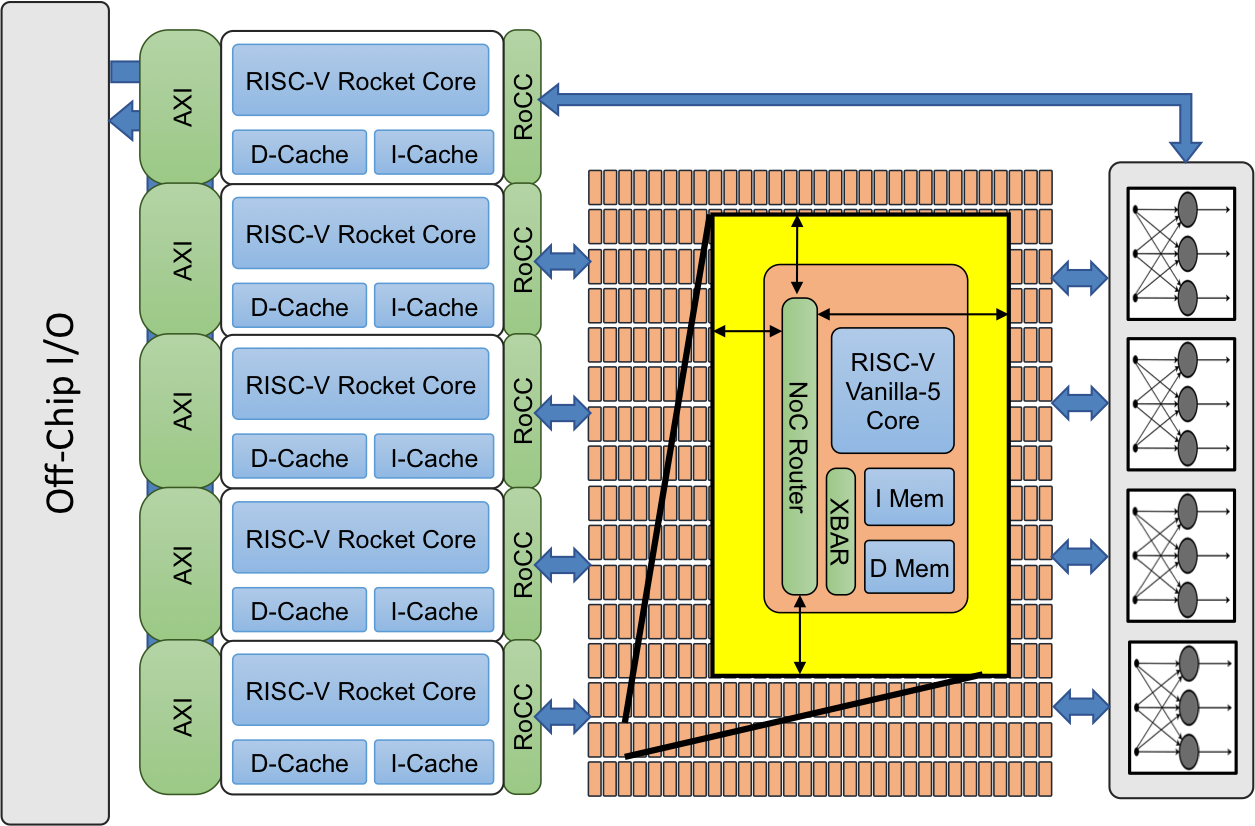 Off-Chip I/O
AXI
RISC-V Rocket Core
D-Cache
I-Cache
RoCC
AXI
RISC-V Rocket Core
D-Cache
I-Cache
RoCC
AXI
RISC-V Rocket Core
D-Cache
I-Cache
RoCC
AXI
RISC-V Rocket Core
D-Cache
I-Cache
RoCC
AXI
RISC-V Rocket Core
D-Cache
I-Cache
RoCC
NoC Router
RISC-V
Vanilla-5
Core
XBAR
I Mem
D Mem